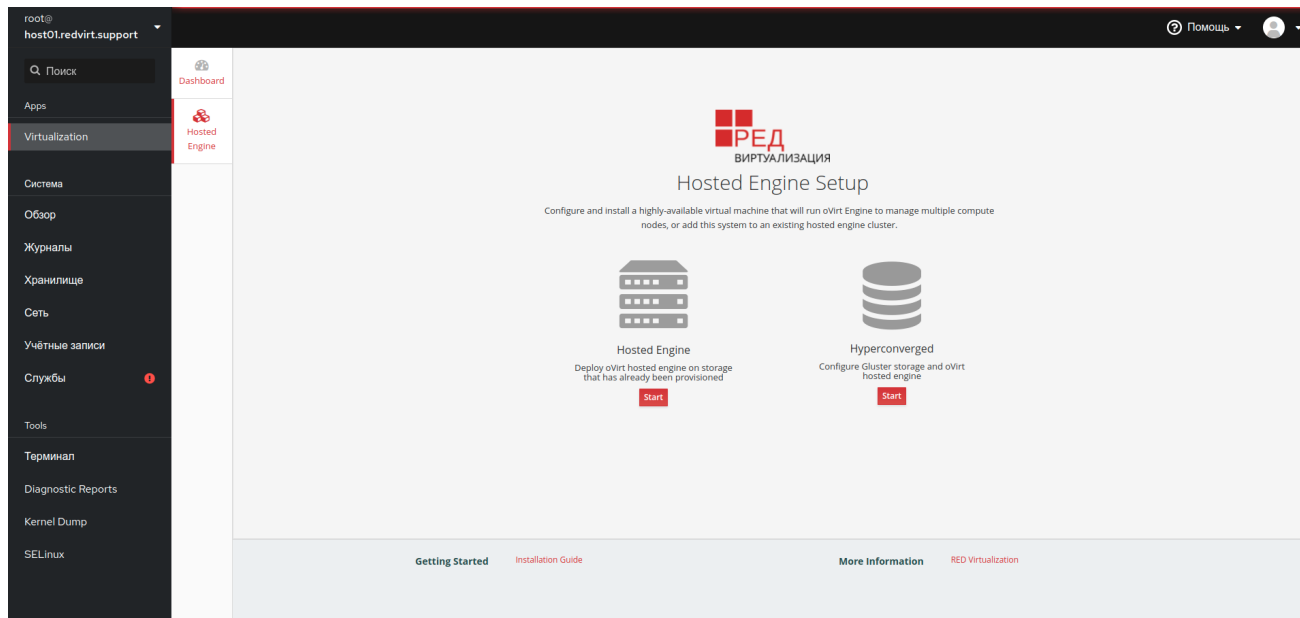 root@
host01.redvirt.support
Помощь
Поиск
Apps
Virtualization
Система
Обзор
Журналы
Хранилище
Сеть
Учётные записи
Службы
Tools
Терминал
Diagnostic Reports
Kernel Dump
SELinux
Dashboard
Hosted
Engine
РЕД
ВИРТУАЛИЗАЦИЯ
Hosted Engine Setup
Configure and install a highly-available virtual machine that will run oVirt Engine to manage multiple compute
nodes, or add this system to an existing hosted engine cluster.
Hosted Engine
Deploy oVirt hosted engine on storage
that has already been provisioned
Start
Hyperconverged
Configure Gluster storage and oVirt
hosted engine
Start
Getting Started
Installation Guide
More Information
RED Virtualization